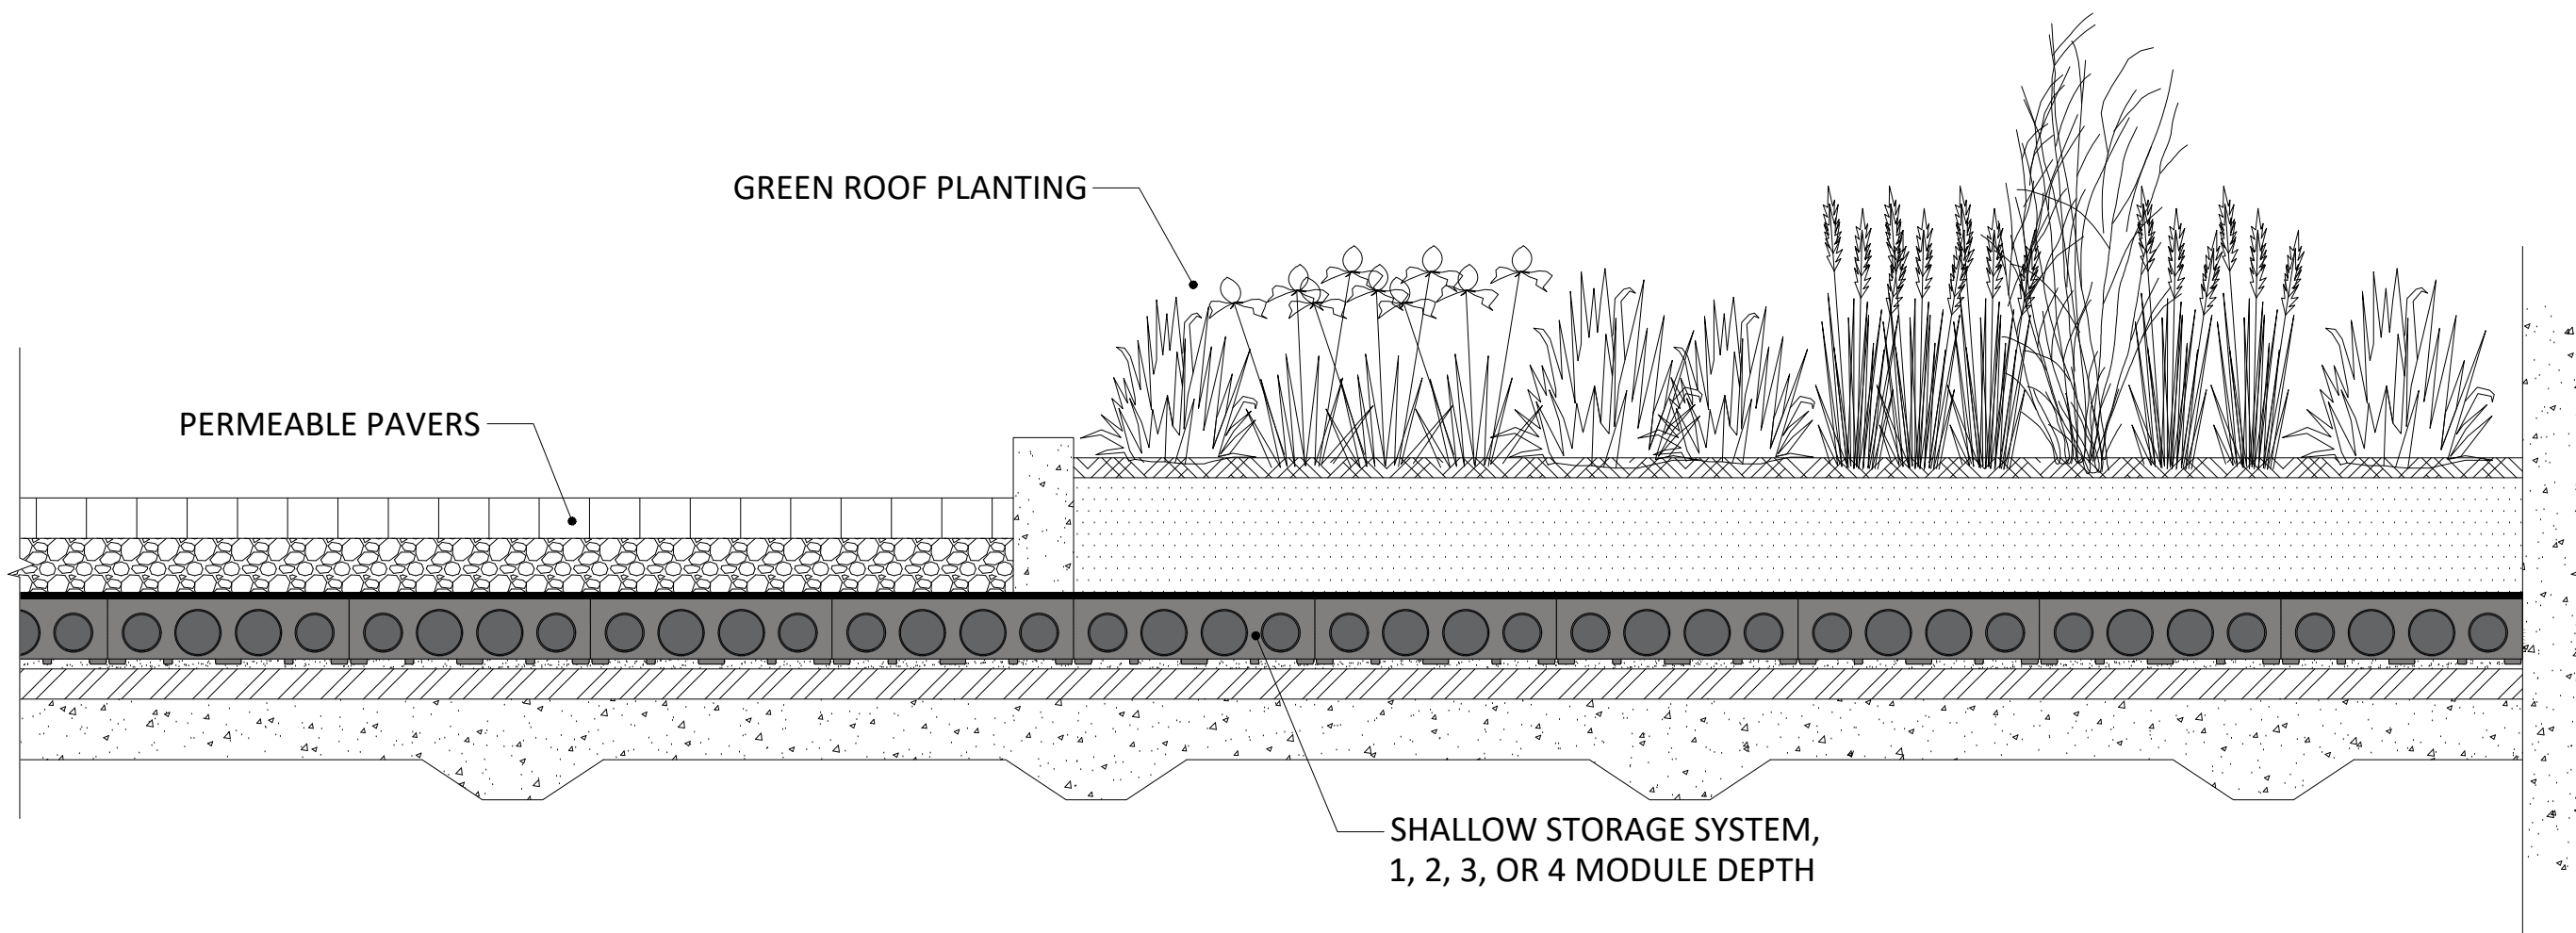 GREEN ROOF PLANTING
PERMEABLE PAVERS
SHALLOW STORAGE SYSTEM,
1, 2, 3, OR 4 MODULE DEPTH